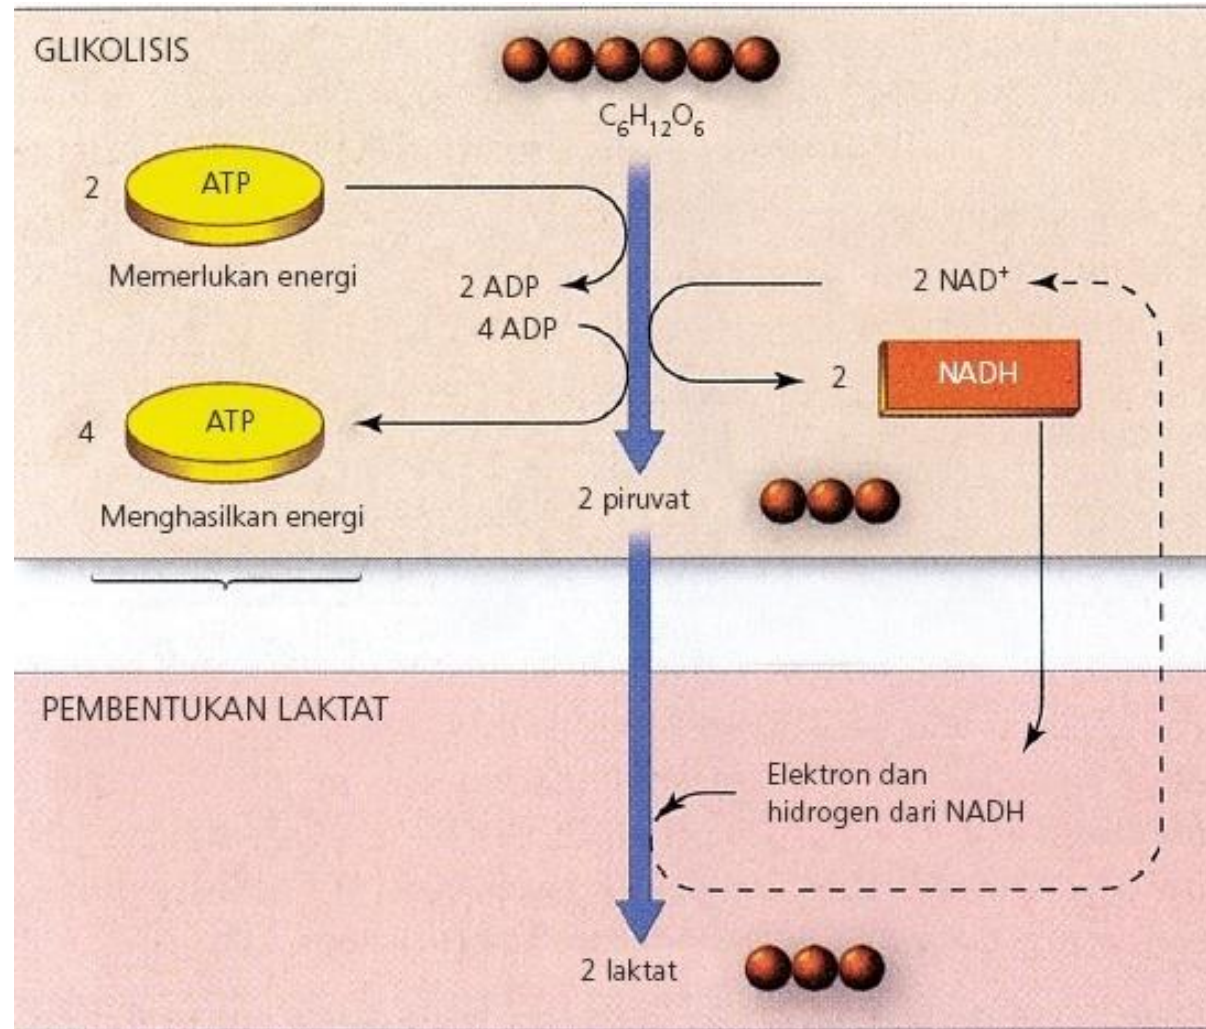 GLIKOLISIS
C₆H₁₂O₆
2 ATP
Memerlukan energi
2 ADP
4 ADP
2 NAD⁺
2 NADH
4 ATP
Menghasilkan energi
2 piruvat
PEMBENTUKAN LAKTAT
Elektron dan
hidrogen dari NADH
2 laktat